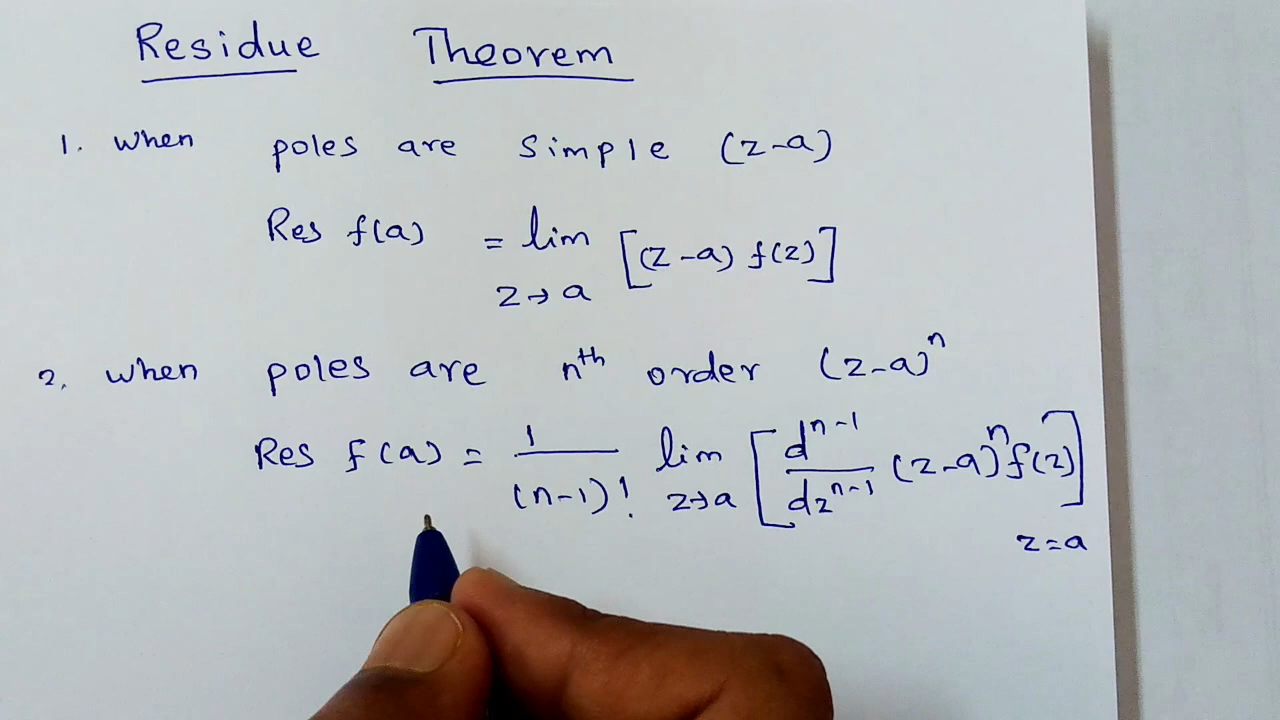 Residue Theorem
1. when poles are simple (z-a)
Res f(a) = lim z→a [(z-a) f(z)]
2. when poles are nth order (z-a)^n
Res f(a) = 1/(n-1)! lim z→a [d^(n-1)/dz^(n-1) (z-a)^n f(z)] z=a